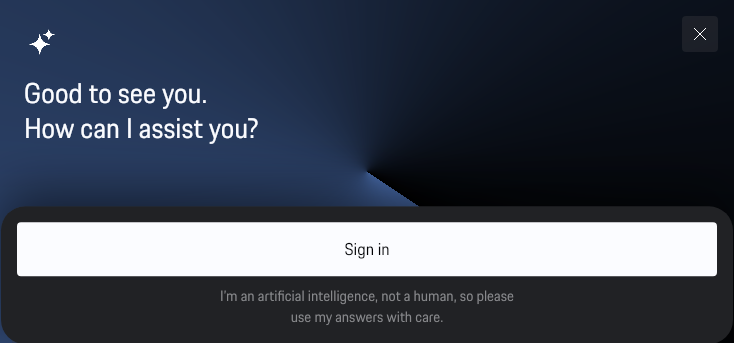 Good to see you.
How can I assist you?
Sign in
I'm an artificial intelligence, not a human, so please
use my answers with care.